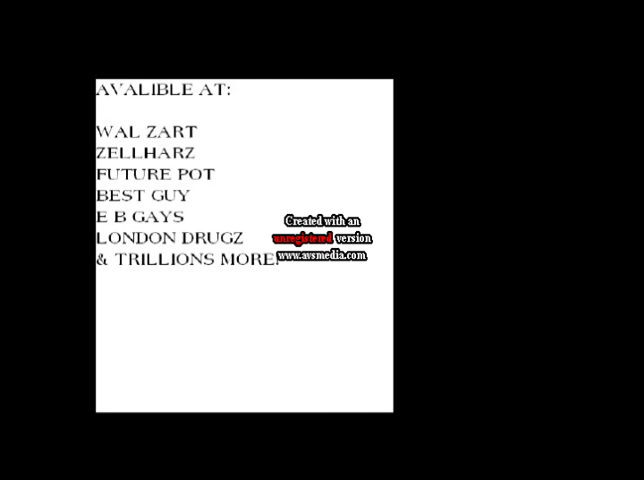 AVALIBLE AT:
WAL ZART
ZELLHARZ
FUTURE POT
BEST GUY
E B GAYS
LONDON DRUGZ
& TRILLIONS MORE!
Created with an
unregistered version
www.avsmedia.com